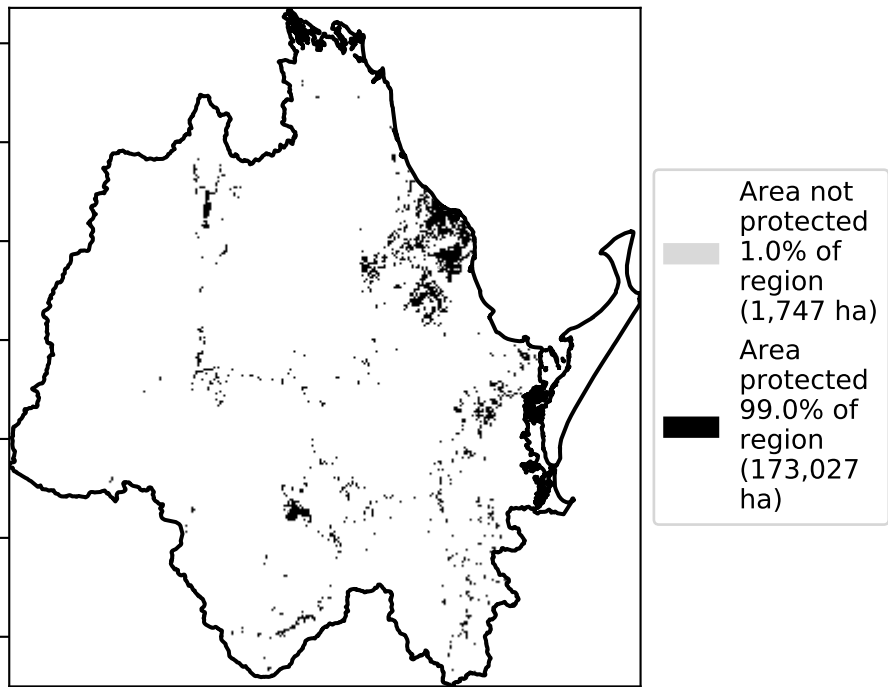 Area not
protected
1.0% of
region
(1,747 ha)
Area
protected
99.0% of
region
(173,027
ha)